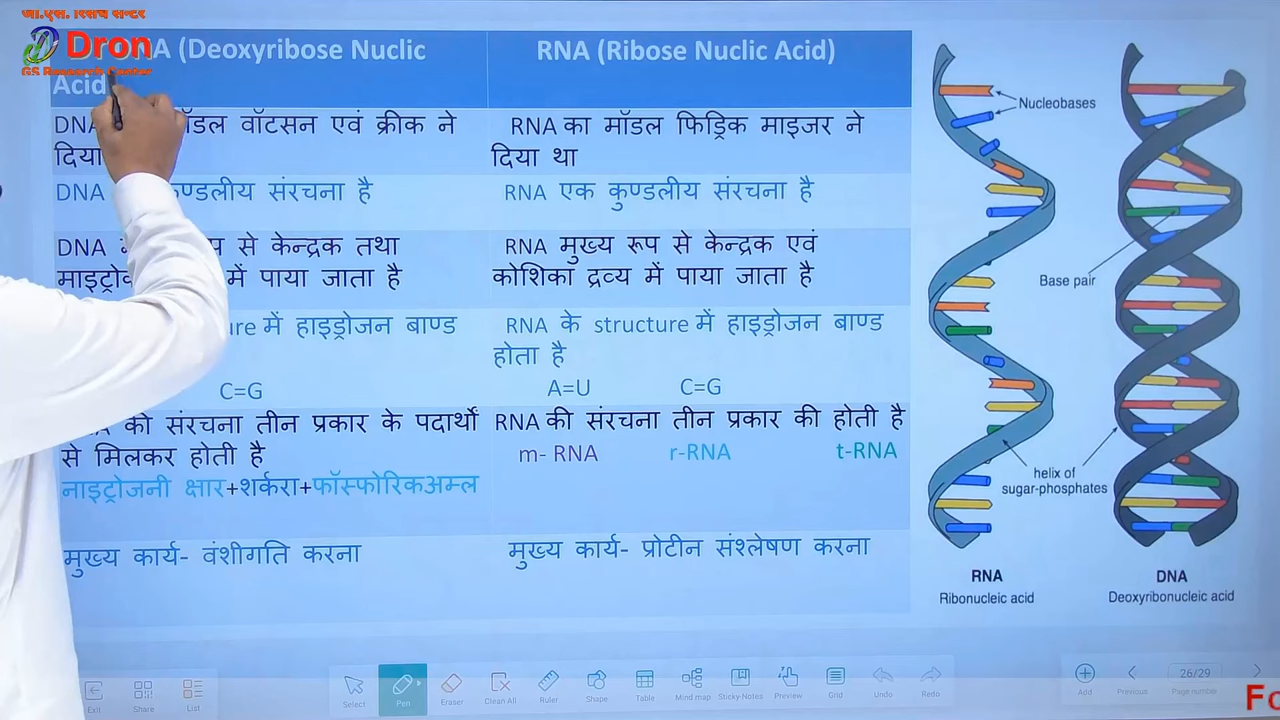 जी.एस. रिसर्च सेन्टर
Dron
GS Research Center
(Deoxyribose Nuclic
Acid
RNA (Ribose Nuclic Acid)
DNA मॉडल वॉटसन एवं क्रीक ने
दिया
RNA का मॉडल फिड्रिक माइजर ने
दिया था
DNA संरचना है
RNA एक कुण्डलीय संरचना है
DNA से केन्द्रक तथा
में पाया जाता है
RNA मुख्य रूप से केन्द्रक एवं
कोशिका द्रव्य में पाया जाता है
में हाइड्रोजन बाण्ड
C=G
RNA के structure में हाइड्रोजन बाण्ड
होता है
A=U C=G
की संरचना तीन प्रकार के पदार्थो
से मिलकर होती है
नाइट्रोजनी क्षार+शर्करा+फॉस्फोरिकअम्ल
RNA की संरचना तीन प्रकार की होती है
m- RNA r-RNA t-RNA
मुख्य कार्य- वंशीगति करना
मुख्य कार्य- प्रोटीन संश्लेषण करना
Nucleobases
Base pair
helix of
sugar-phosphates
RNA
Ribonucleic acid
DNA
Deoxyribonucleic acid
Exit Share List Select Pen Eraser Clean All Ruler Shape Table Mind map Sticky-Notes Preview Grid Undo Redo Add Previous Page number
26/29
Fo